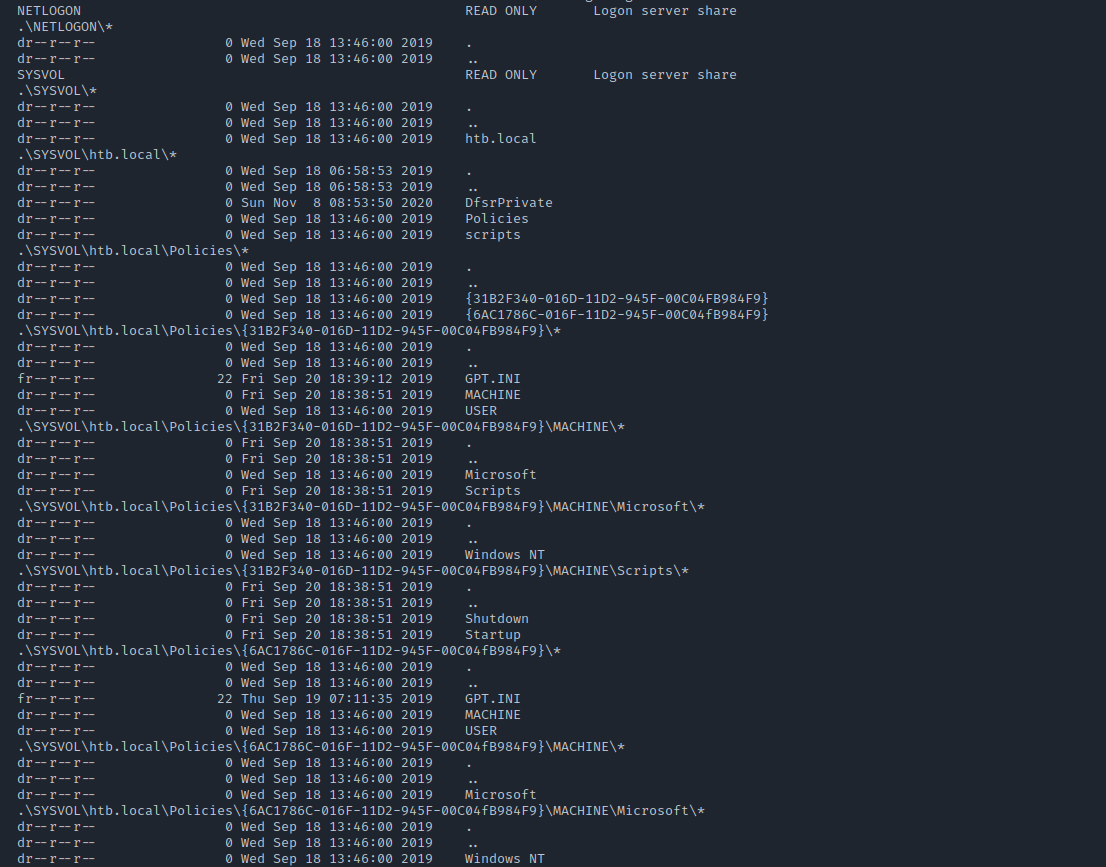 NETLOGON READ ONLY Logon server share
.\NETLOGON\*
dr--r--r-- 0 Wed Sep 18 13:46:00 2019 .
dr--r--r-- 0 Wed Sep 18 13:46:00 2019 ..
SYSVOL READ ONLY Logon server share
.\SYSVOL\*
dr--r--r-- 0 Wed Sep 18 13:46:00 2019 .
dr--r--r-- 0 Wed Sep 18 13:46:00 2019 ..
dr--r--r-- 0 Wed Sep 18 13:46:00 2019 htb.local
.\SYSVOL\htb.local\*
dr--r--r-- 0 Wed Sep 18 06:58:53 2019 .
dr--r--r-- 0 Wed Sep 18 06:58:53 2019 ..
dr--r--r-- 0 Sun Nov  8 08:53:50 2020 DfsrPrivate
dr--r--r-- 0 Wed Sep 18 13:46:00 2019 Policies
dr--r--r-- 0 Wed Sep 18 13:46:00 2019 scripts
.\SYSVOL\htb.local\Policies\*
dr--r--r-- 0 Wed Sep 18 13:46:00 2019 .
dr--r--r-- 0 Wed Sep 18 13:46:00 2019 ..
dr--r--r-- 0 Wed Sep 18 13:46:00 2019 {31B2F340-016D-11D2-945F-00C04FB984F9}
dr--r--r-- 0 Wed Sep 18 13:46:00 2019 {6AC1786C-016F-11D2-945F-00C04fB984F9}
.\SYSVOL\htb.local\Policies\{31B2F340-016D-11D2-945F-00C04FB984F9}\*
dr--r--r-- 0 Wed Sep 18 13:46:00 2019 .
dr--r--r-- 0 Wed Sep 18 13:46:00 2019 ..
fr--r--r-- 22 Fri Sep 20 18:39:12 2019 GPT.INI
dr--r--r-- 0 Fri Sep 20 18:38:51 2019 MACHINE
dr--r--r-- 0 Wed Sep 18 13:46:00 2019 USER
.\SYSVOL\htb.local\Policies\{31B2F340-016D-11D2-945F-00C04FB984F9}\MACHINE\*
dr--r--r-- 0 Fri Sep 20 18:38:51 2019 .
dr--r--r-- 0 Fri Sep 20 18:38:51 2019 ..
dr--r--r-- 0 Wed Sep 18 13:46:00 2019 Microsoft
dr--r--r-- 0 Fri Sep 20 18:38:51 2019 Scripts
.\SYSVOL\htb.local\Policies\{31B2F340-016D-11D2-945F-00C04FB984F9}\MACHINE\Microsoft\*
dr--r--r-- 0 Wed Sep 18 13:46:00 2019 .
dr--r--r-- 0 Wed Sep 18 13:46:00 2019 ..
dr--r--r-- 0 Wed Sep 18 13:46:00 2019 Windows NT
.\SYSVOL\htb.local\Policies\{31B2F340-016D-11D2-945F-00C04FB984F9}\MACHINE\Scripts\*
dr--r--r-- 0 Fri Sep 20 18:38:51 2019 .
dr--r--r-- 0 Fri Sep 20 18:38:51 2019 ..
dr--r--r-- 0 Fri Sep 20 18:38:51 2019 Shutdown
dr--r--r-- 0 Fri Sep 20 18:38:51 2019 Startup
.\SYSVOL\htb.local\Policies\{6AC1786C-016F-11D2-945F-00C04fB984F9}\*
dr--r--r-- 0 Wed Sep 18 13:46:00 2019 .
dr--r--r-- 0 Wed Sep 18 13:46:00 2019 ..
fr--r--r-- 22 Thu Sep 19 07:11:35 2019 GPT.INI
dr--r--r-- 0 Wed Sep 18 13:46:00 2019 MACHINE
dr--r--r-- 0 Wed Sep 18 13:46:00 2019 USER
.\SYSVOL\htb.local\Policies\{6AC1786C-016F-11D2-945F-00C04fB984F9}\MACHINE\*
dr--r--r-- 0 Wed Sep 18 13:46:00 2019 .
dr--r--r-- 0 Wed Sep 18 13:46:00 2019 ..
dr--r--r-- 0 Wed Sep 18 13:46:00 2019 Microsoft
.\SYSVOL\htb.local\Policies\{6AC1786C-016F-11D2-945F-00C04fB984F9}\MACHINE\Microsoft\*
dr--r--r-- 0 Wed Sep 18 13:46:00 2019 .
dr--r--r-- 0 Wed Sep 18 13:46:00 2019 ..
dr--r--r-- 0 Wed Sep 18 13:46:00 2019 Windows NT